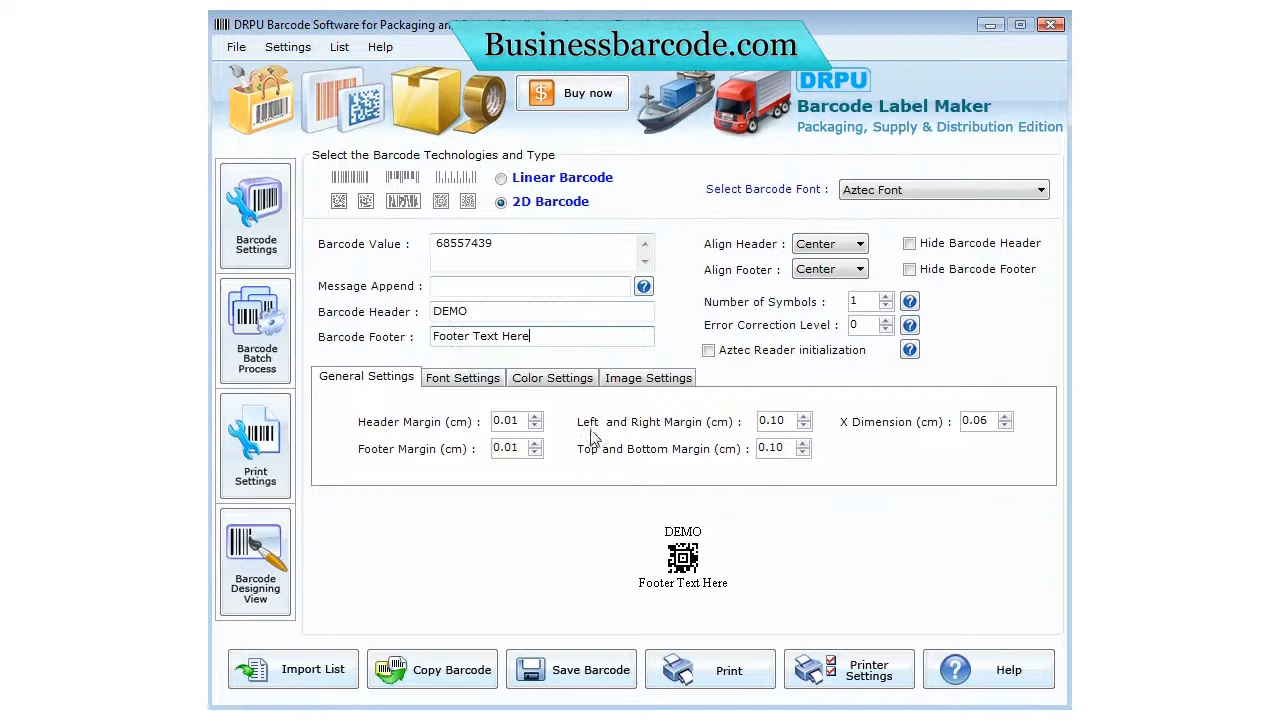 DRPU Barcode Software for Packaging an
Businessbarcode.com
File Settings List Help
Buy now
DRPU
Barcode Label Maker
Packaging, Supply & Distribution Edition
Select the Barcode Technologies and Type
Linear Barcode
2D Barcode
Select Barcode Font : Aztec Font
Barcode Settings
Barcode Batch Process
Print Settings
Barcode Designing View
Barcode Value : 68557439
Message Append :
Barcode Header : DEMO
Barcode Footer : Footer Text Here
Align Header : Center Hide Barcode Header
Align Footer : Center Hide Barcode Footer
Number of Symbols : 1
Error Correction Level : 0
Aztec Reader initialization
General Settings Font Settings Color Settings Image Settings
Header Margin (cm) : 0.01 Left and Right Margin (cm) : 0.10 X Dimension (cm) : 0.06
Footer Margin (cm) : 0.01 Top and Bottom Margin (cm) : 0.10
DEMO
Footer Text Here
Import List Copy Barcode Save Barcode Print Printer Settings Help